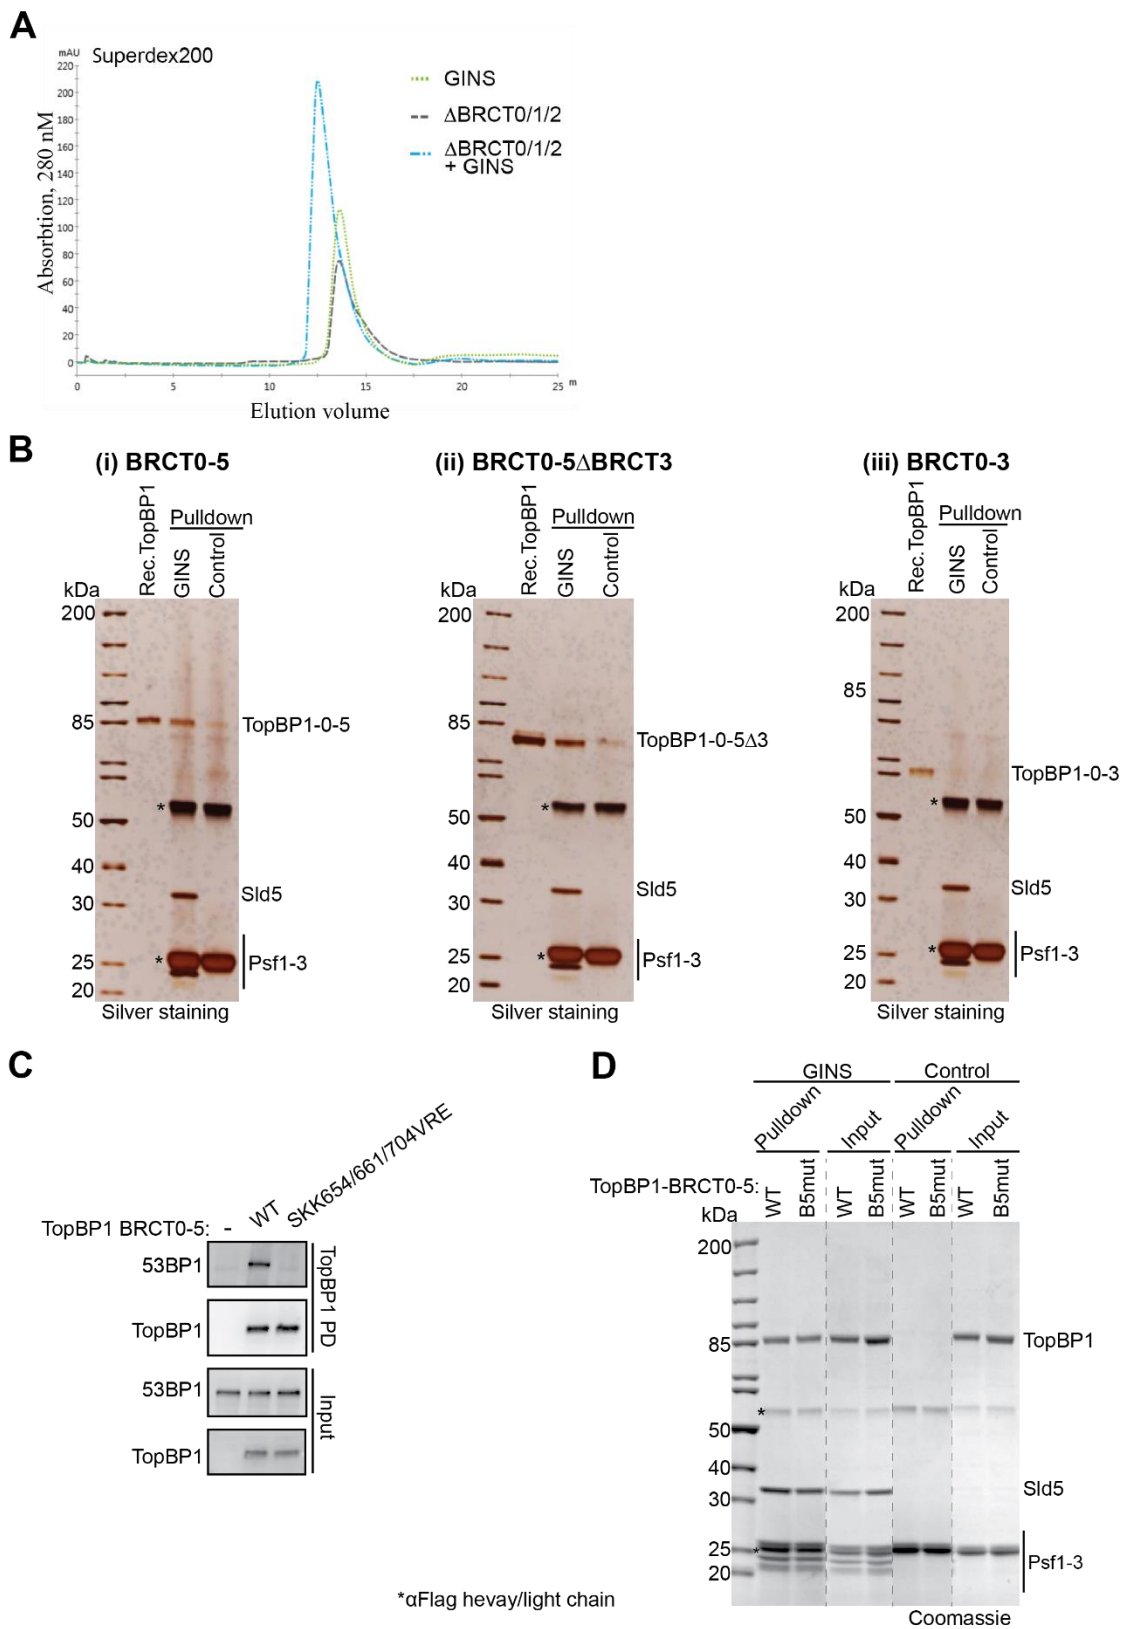 A
mAU
Superdex200
220
200
180
160
140
120
100
80
60
40
20
0
Absorbtion, 280 nM
0
5
10
15
20
25
m
Elution volume
GINS
ΔBRCT0/1/2
ΔBRCT0/1/2
+ GINS
B
(i) BRCT0-5
Rec.TopBP1
Pulldown
GINS
Control
kDa
200
85
50
40
30
25
20
TopBP1-0-5
*
Sld5
*
Psf1-3
Silver staining
(ii) BRCT0-5ΔBRCT3
Rec.TopBP1
Pulldown
GINS
Control
kDa
200
85
50
40
30
25
20
TopBP1-0-5Δ3
*
Sld5
*
Psf1-3
Silver staining
(iii) BRCT0-3
Rec.TopBP1
Pulldown
GINS
Control
kDa
200
85
50
40
30
25
20
TopBP1-0-3
*
Sld5
*
Psf1-3
Silver staining
C
TopBP1 BRCT0-5:
-
WT
SKK654/661/704VRE
53BP1
TopBP1
TopBP1 PD
53BP1
TopBP1
Input
*αFlag hevay/light chain
D
GINS
Control
Pulldown
Input
Pulldown
Input
TopBP1-BRCT0-5:
WT
B5mut
WT
B5mut
WT
B5mut
WT
B5mut
kDa
200
85
50
40
30
25
20
TopBP1
*
Sld5
*
Psf1-3
Coomassie